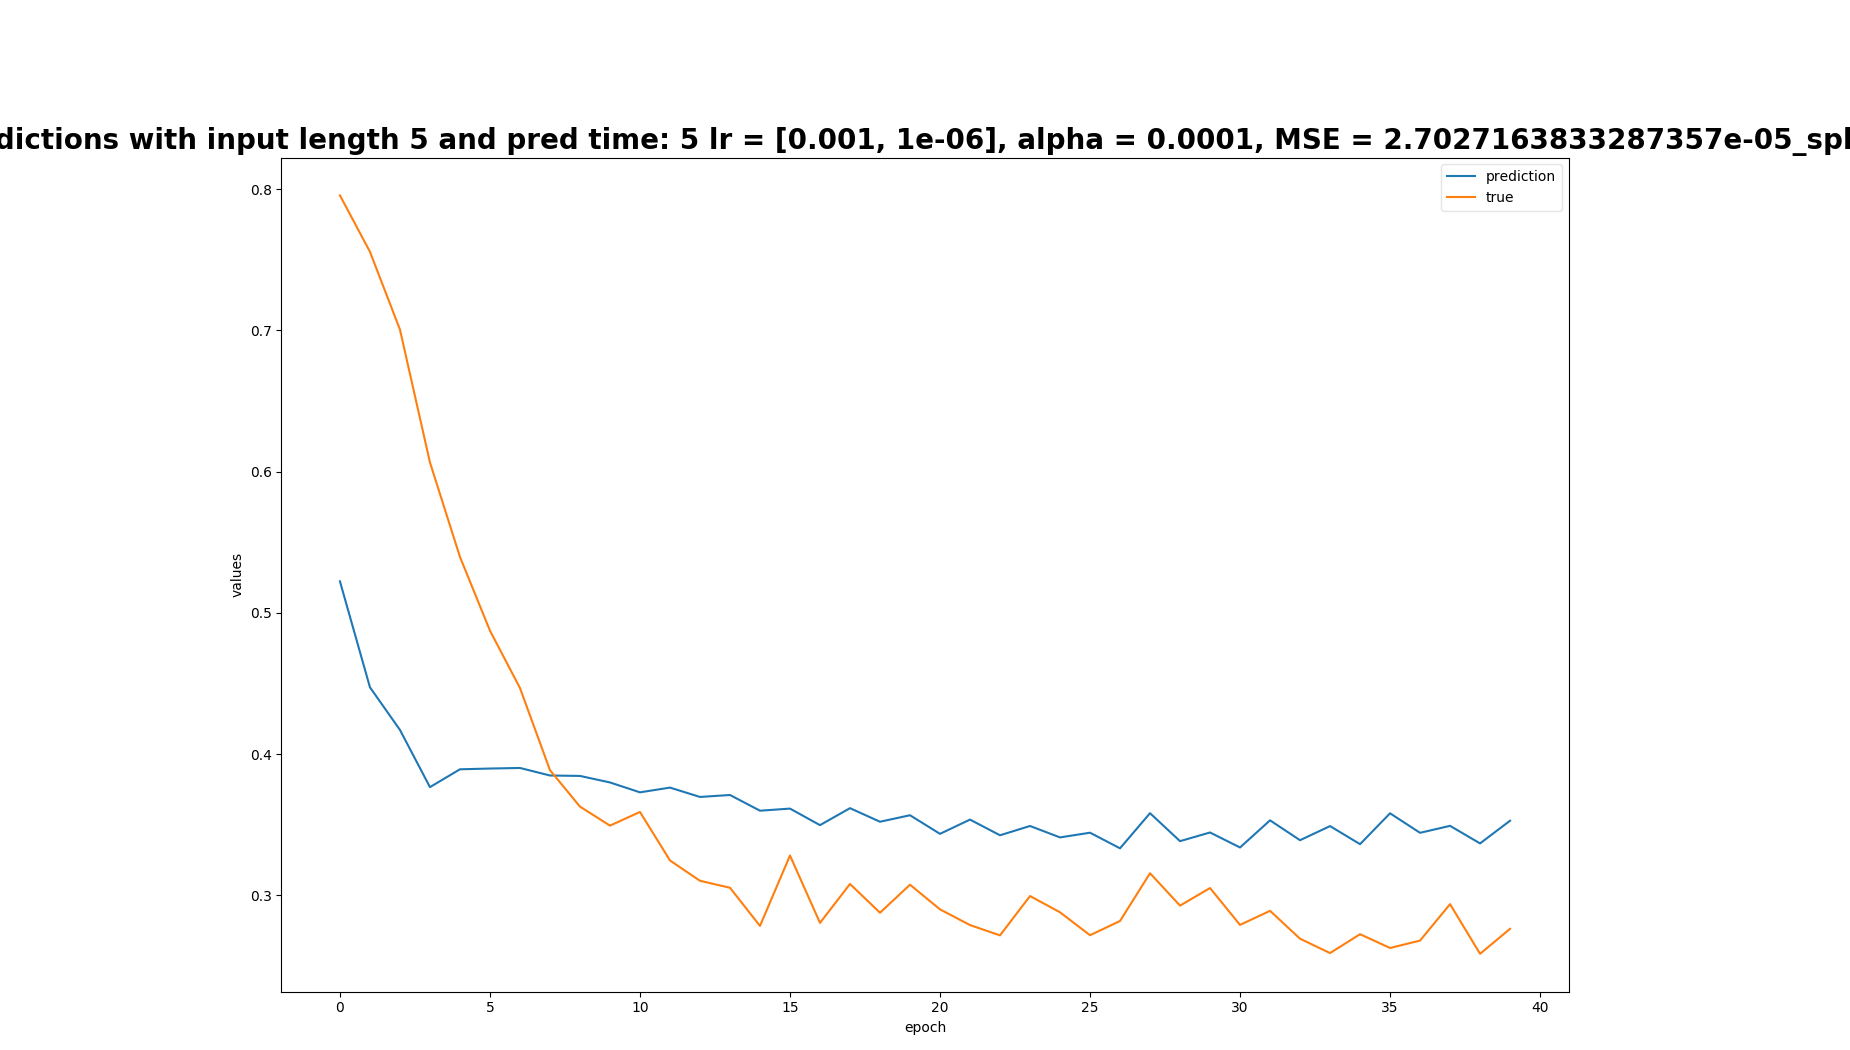 dictions with input length 5 and pred time: 5 lr = [0.001, 1e-06], alpha = 0.0001, MSE = 2.7027163833287357e-05_spl
prediction
true
0.8
0.7
0.6
0.5
0.4
0.3
values
0 5 10 15 20 25 30 35 40
epoch